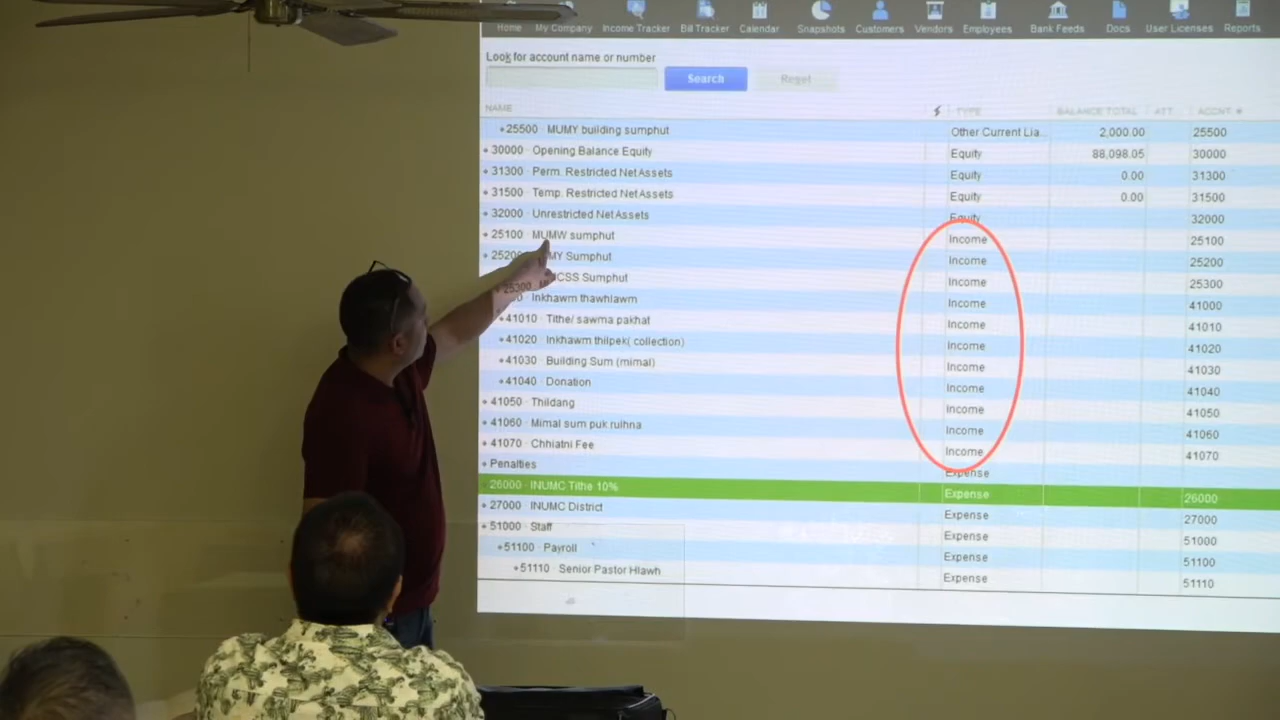 Home My Company Income Tracker Bill Tracker Calendar Snapshots Customers Vendors Employees Bank Feeds Docs User Licenses Reports
Look for account name or number
Search Reset
NAME TYPE BALANCE TOTAL ATT ACCNT
25500 · MUMY building sumphut Other Current Lia... 2,000.00 25500
30000 · Opening Balance Equity Equity 88,098.05 30000
31300 · Perm. Restricted Net Assets Equity 0.00 31300
31500 · Temp. Restricted Net Assets Equity 0.00 31500
32000 · Unrestricted Net Assets Equity 32000
25100 · MUMW sumphut Income 25100
25200 MY Sumphut Income 25200
25300 CSS Sumphut Income 25300
Inkhawm thawhlawm Income 41000
41010 · Tithe/ sawma pakhat Income 41010
41020 · Inkhawm thilpek( collection) Income 41020
41030 · Building Sum (mimal) Income 41030
41040 · Donation Income 41040
41050 · Thildang Income 41050
41060 · Mimal sum puk rulhna Income 41060
41070 · Chhiatni Fee Income 41070
Penalties Expense
26000 · INUMC Tithe 10% Expense 26000
27000 · INUMC District Expense 27000
51000 · Staff Expense 51000
51100 · Payroll Expense 51100
51110 · Senior Pastor Hlawh Expense 51110